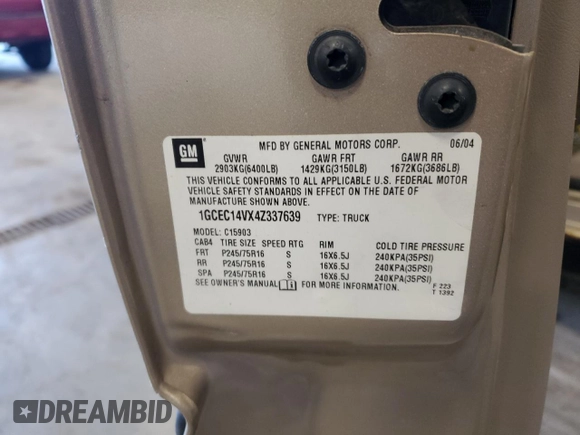 GM
MFD BY GENERAL MOTORS CORP. 06/04
GVWR GAWR FRT GAWR RR
2903KG(6400LB) 1429KG(3150LB) 1672KG(3686LB)
THIS VEHICLE CONFORMS TO ALL APPLICABLE U.S. FEDERAL MOTOR
VEHICLE SAFETY STANDARDS IN EFFECT ON THE DATE OF
MANUFACTURE SHOWN ABOVE.
1GCEC14VX4Z337639 TYPE: TRUCK
MODEL: C15903
CAB4 TIRE SIZE SPEED RTG RIM COLD TIRE PRESSURE
FRT P245/75R16 S 16X6.5J 240KPA(35PSI)
RR P245/75R16 S 16X6.5J 240KPA(35PSI)
SPA P245/75R16 S 16X6.5J 240KPA(35PSI)
SEE OWNER'S MANUAL FOR MORE INFORMATION.
F 223
T 1392
DREAMBID